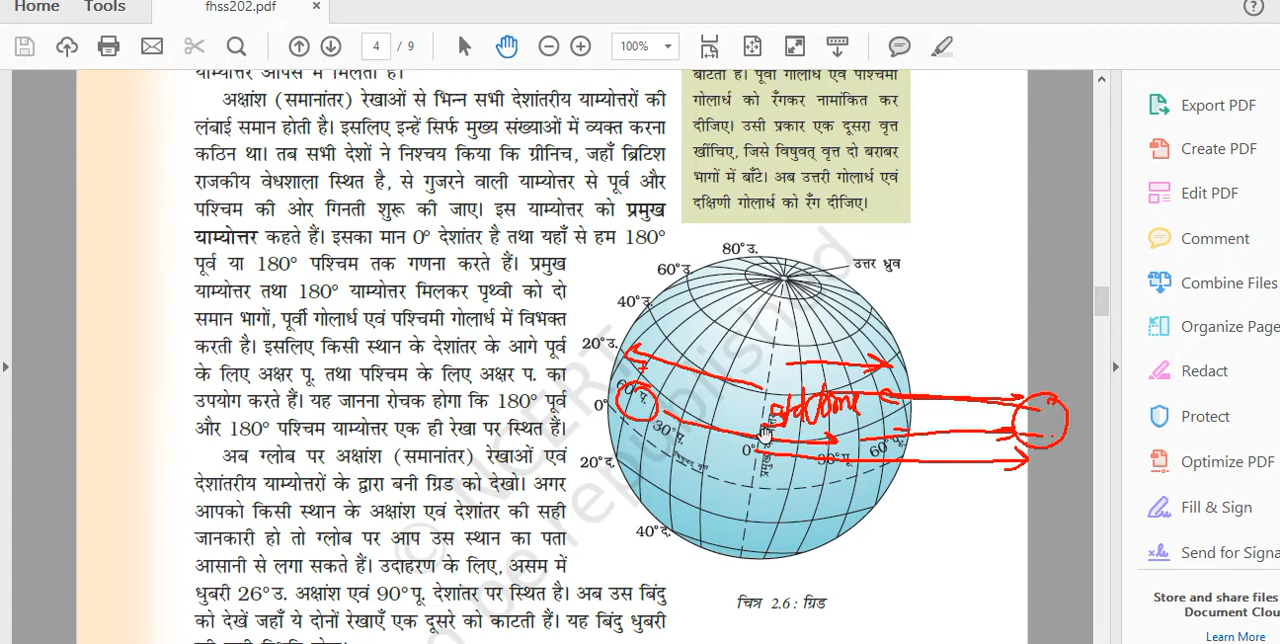 Home Tools fhss202.pdf ×
4 / 9 100%
याम्योत्तर आपस में मिलती हैं।
अक्षांश (समानांतर) रेखाओं से भिन्न सभी देशांतरीय याम्योत्तरों की
लंबाई समान होती है। इसलिए इन्हें सिर्फ मुख्य संख्याओं में व्यक्त करना
कठिन था। तब सभी देशों ने निश्चय किया कि ग्रीनिच, जहाँ ब्रिटिश
राजकीय वेधशाला स्थित है, से गुजरने वाली याम्योत्तर से पूर्व और
पश्चिम की ओर गिनती शुरू की जाए। इस याम्योत्तर को प्रमुख
याम्योत्तर कहते हैं। इसका मान 0° देशांतर है तथा यहाँ से हम 180°
पूर्व या 180° पश्चिम तक गणना करते हैं। प्रमुख
याम्योत्तर तथा 180° याम्योत्तर मिलकर पृथ्वी को दो
समान भागों, पूर्वी गोलार्ध एवं पश्चिमी गोलार्ध में विभक्त
करती है। इसलिए किसी स्थान के देशांतर के आगे पूर्व
के लिए अक्षर पू. तथा पश्चिम के लिए अक्षर प. का
उपयोग करते हैं। यह जानना रोचक होगा कि 180° पूर्व
और 180° पश्चिम याम्योत्तर एक ही रेखा पर स्थित हैं।
अब ग्लोब पर अक्षांश (समानांतर) रेखाओं एवं
देशांतरीय याम्योत्तरों के द्वारा बनी ग्रिड को देखो। अगर
आपको किसी स्थान के अक्षांश एवं देशांतर की सही
जानकारी हो तो ग्लोब पर आप उस स्थान का पता
आसानी से लगा सकते हैं। उदाहरण के लिए, असम में
धुबरी 26° उ. अक्षांश एवं 90° पू. देशांतर पर स्थित है। अब उस बिंदु
को देखें जहाँ ये दोनों रेखाएँ एक दूसरे को काटती हैं। यह बिंदु धुबरी
बाँटता है। पूर्वी गोलार्ध एवं पश्चिमी
गोलार्ध को रँगकर नामांकित कर
दीजिए। उसी प्रकार एक दूसरा वृत्त
खींचिए, जिसे विषुवत् वृत्त दो बराबर
भागों में बाँटे। अब उत्तरी गोलार्ध एवं
दक्षिणी गोलार्ध को रँग दीजिए।
80° उ.
60° उ.
उत्तर ध्रुव
40° उ.
20° उ.
60° प.
0°
30° प.
विषुवत् वृत्त
0°
प्रमुख याम्योत्तर
30° पू.
60° पू.
20° द.
40° द.
चित्र 2.6 : ग्रिड
© NCERT
be republished
Export PDF
Create PDF
Edit PDF
Comment
Combine Files
Organize Page
Redact
Protect
Optimize PDF
Fill & Sign
Send for Signa
Store and share files
Document Clou
Learn More